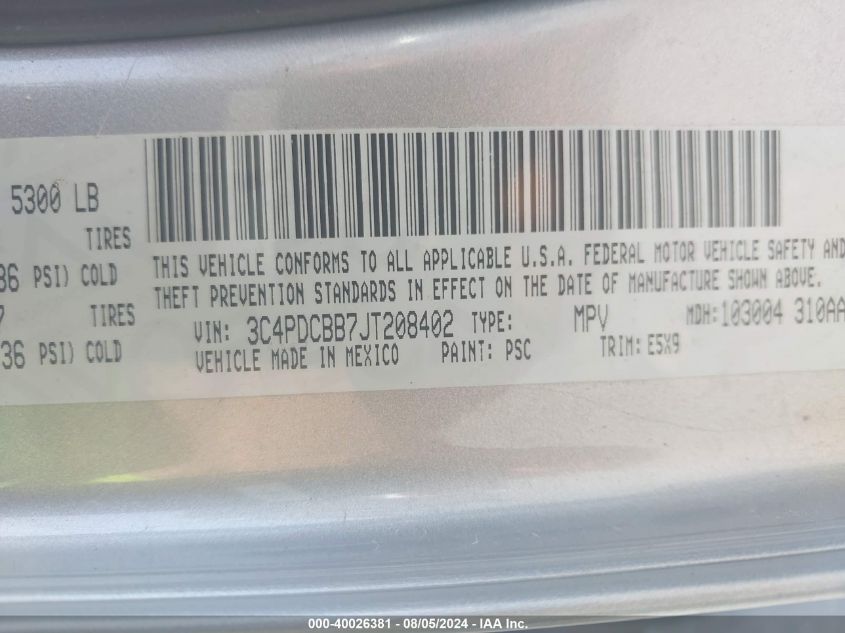 5300 LB
TIRES
36 PSI) COLD
TIRES
36 PSI) COLD
THIS VEHICLE CONFORMS TO ALL APPLICABLE U.S.A. FEDERAL MOTOR VEHICLE SAFETY AND
THEFT PREVENTION STANDARDS IN EFFECT ON THE DATE OF MANUFACTURE SHOWN ABOVE.
VIN: 3C4PDCBB7JT208402 TYPE: MPV MDH:103004 310AA
VEHICLE MADE IN MEXICO PAINT: PSC TRIM: E5X9
000-40026381 - 08/05/2024 - IAA Inc.